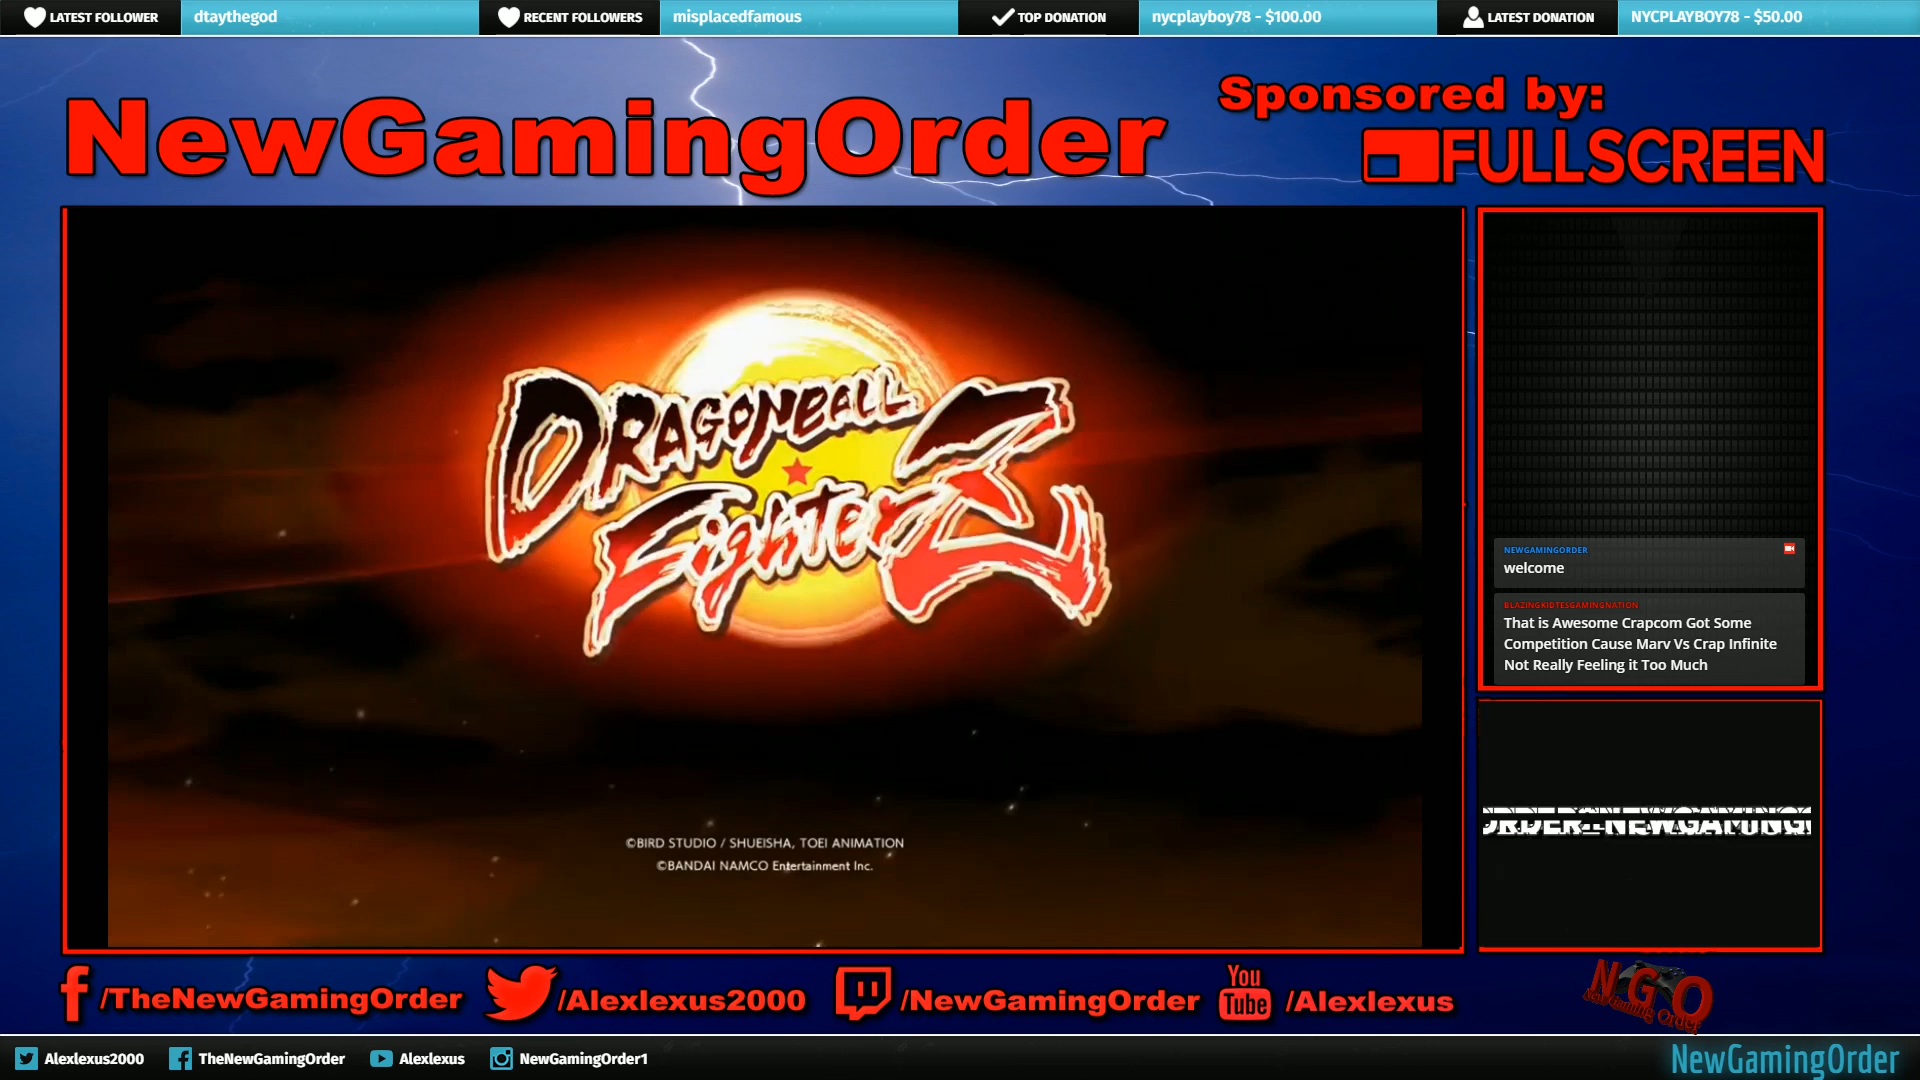 LATEST FOLLOWER dtaythegod RECENT FOLLOWERS misplacedfamous TOP DONATION nycplayboy78 - $100.00 LATEST DONATION NYCPLAYBOY78 - $50.00
NewGamingOrder
Sponsored by:
FULLSCREEN
DRAGONBALL
FighterZ
©BIRD STUDIO / SHUEISHA, TOEI ANIMATION
©BANDAI NAMCO Entertainment Inc.
NEWGAMINGORDER
welcome
BLAZINGKIDTESGAMINGNATION
That is Awesome Crapcom Got Some
Competition Cause Marv Vs Crap Infinite
Not Really Feeling it Too Much
/TheNewGamingOrder /Alexlexus2000 /NewGamingOrder You Tube /Alexlexus
NGO
New Gaming Order
Alexlexus2000 TheNewGamingOrder Alexlexus NewGamingOrder1
NewGamingOrder